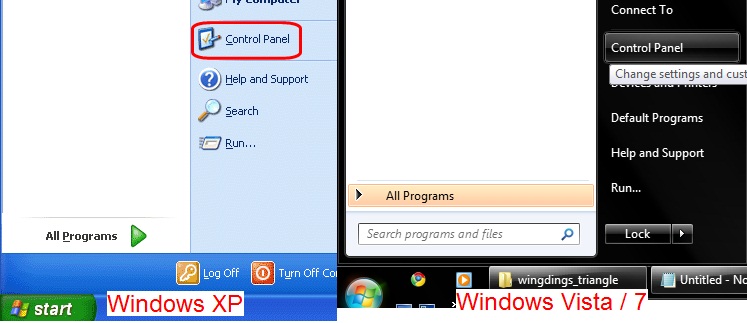 My Computer
Control Panel
Help and Support
Search
Run...
All Programs
Log Off
Turn Off Co
start
Windows XP
Connect To
Control Panel
Change settings and cust
Devices and Printers
Default Programs
Help and Support
Run...
All Programs
Search programs and files
Lock
wingdings_triangle
Untitled - No
Windows Vista / 7